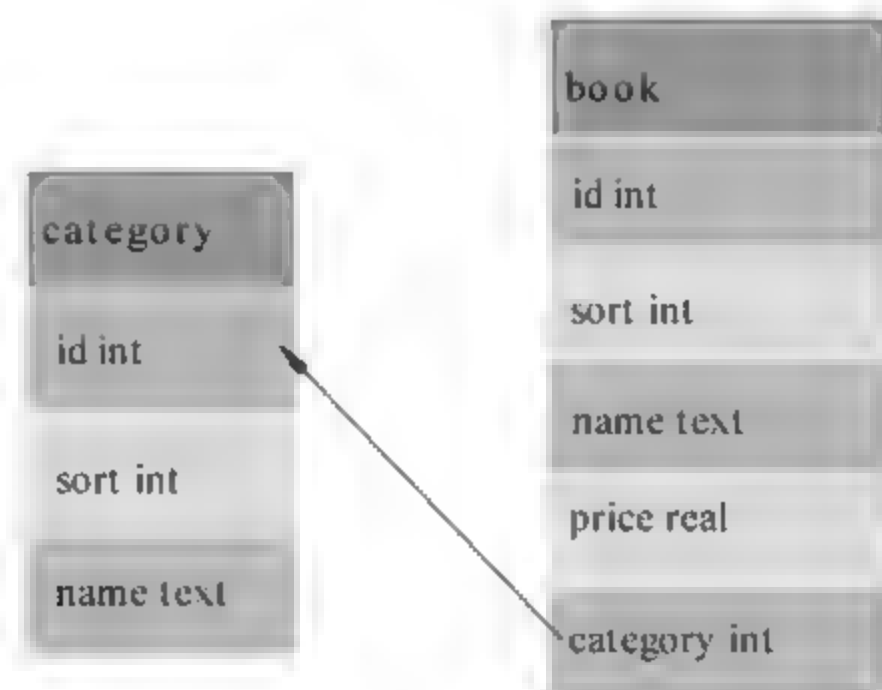 category
id int
sort int
name text
book
id int
sort int
name text
price real
category int